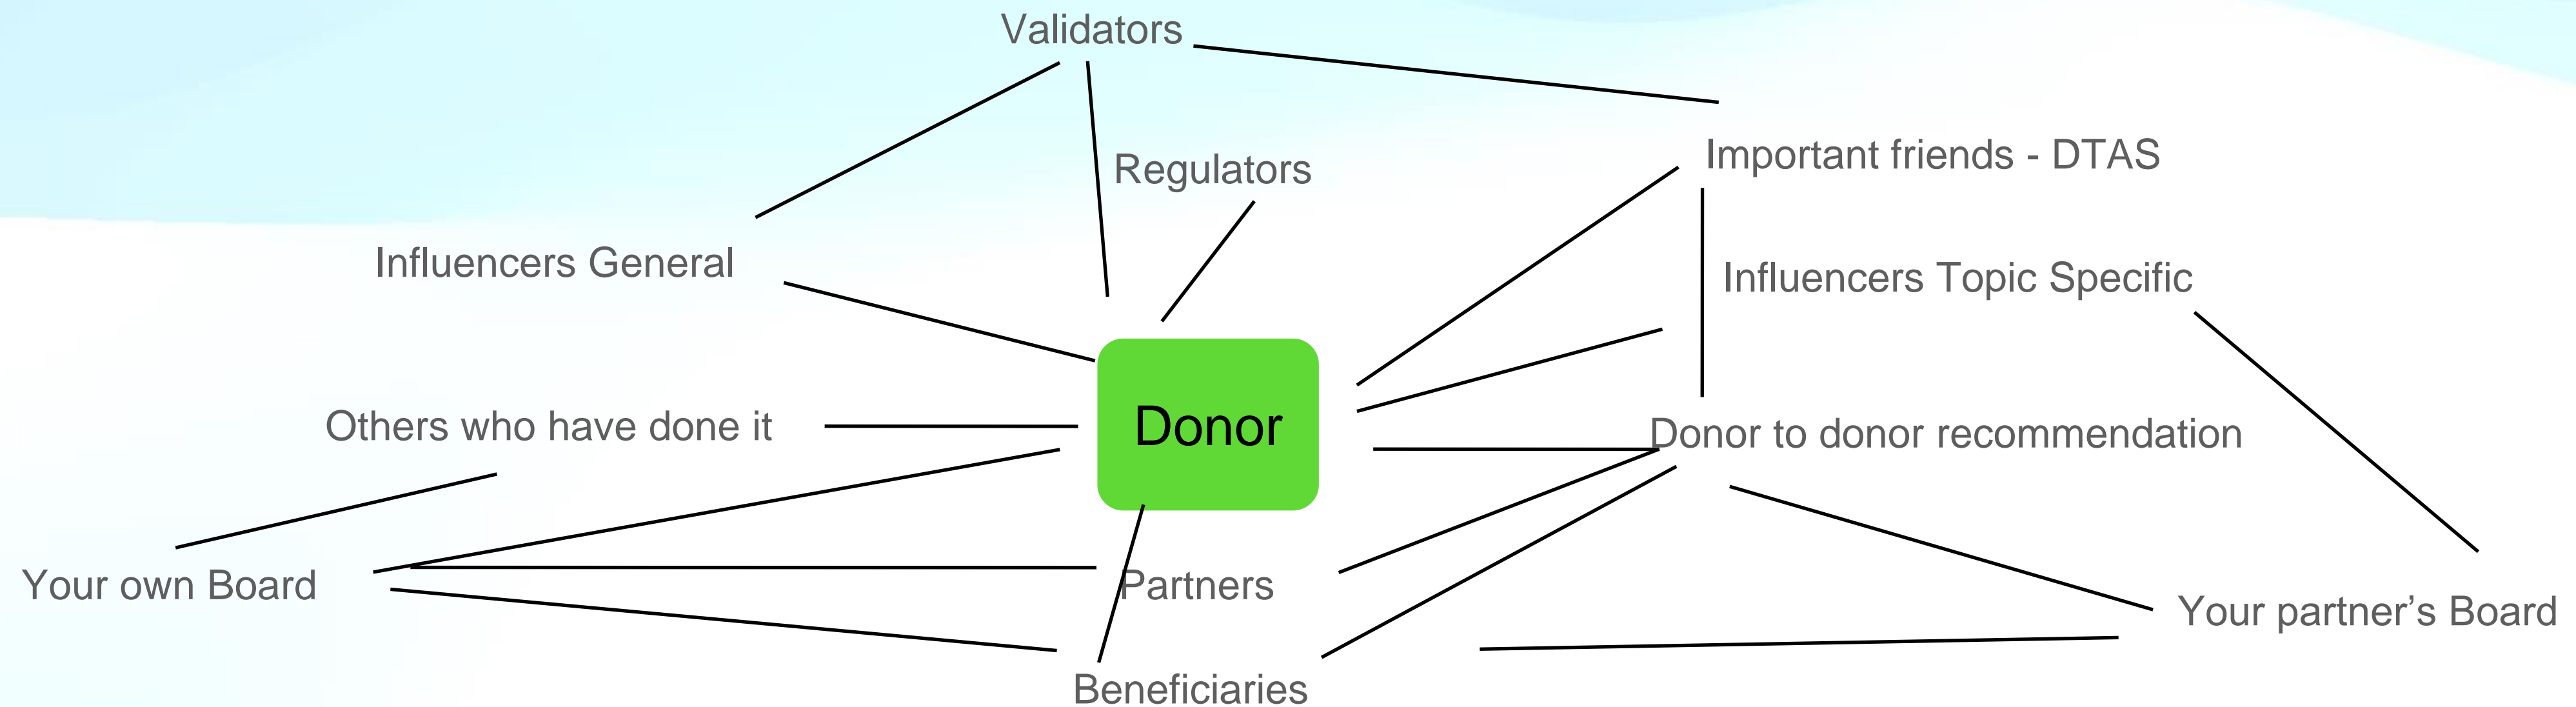 Validators
Important friends - DTAS
Regulators
Influencers General
Influencers Topic Specific
Donor
Others who have done it
Donor to donor recommendation
Your own Board
Partners
Your partner’s Board
Beneficiaries